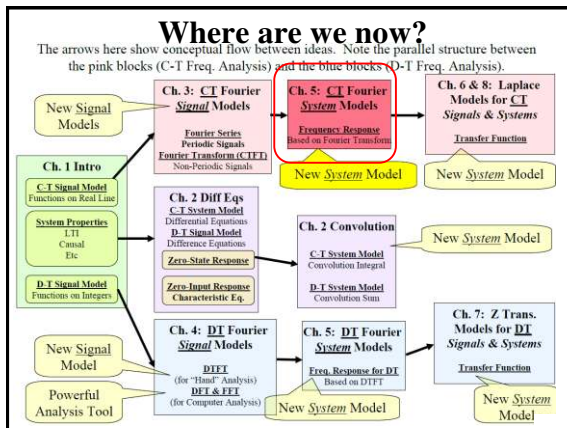 Where are we now?
The arrows here show conceptual flow between ideas. Note the parallel structure between
the pink blocks (C-T Freq. Analysis) and the blue blocks (D-T Freq. Analysis).
New Signal
Models
Ch. 3: CT Fourier
Signal Models
Fourier Series
Periodic Signals
Fourier Transform (CTFT)
Non-Periodic Signals
Ch. 5: CT Fourier
System Models
Frequency Response
Based on Fourier Transform
New System Model
Ch. 6 & 8: Laplace
Models for CT
Signals & Systems
Transfer Function
New System Model
Ch. 1 Intro
C-T Signal Model
Functions on Real Line
System Properties
LTI
Causal
Etc
D-T Signal Model
Functions on Integers
Ch. 2 Diff Eqs
C-T System Model
Differential Equations
D-T Signal Model
Difference Equations
Zero-State Response
Zero-Input Response
Characteristic Eq.
Ch. 2 Convolution
C-T System Model
Convolution Integral
D-T System Model
Convolution Sum
New System Model
New Signal
Model
Powerful
Analysis Tool
Ch. 4: DT Fourier
Signal Models
DTFT
(for “Hand” Analysis)
DFT & FFT
(for Computer Analysis)
Ch. 5: DT Fourier
System Models
Freq. Response for DT
Based on DTFT
New System Model
Ch. 7: Z Trans.
Models for DT
Signals & Systems
Transfer Function
New System
Model